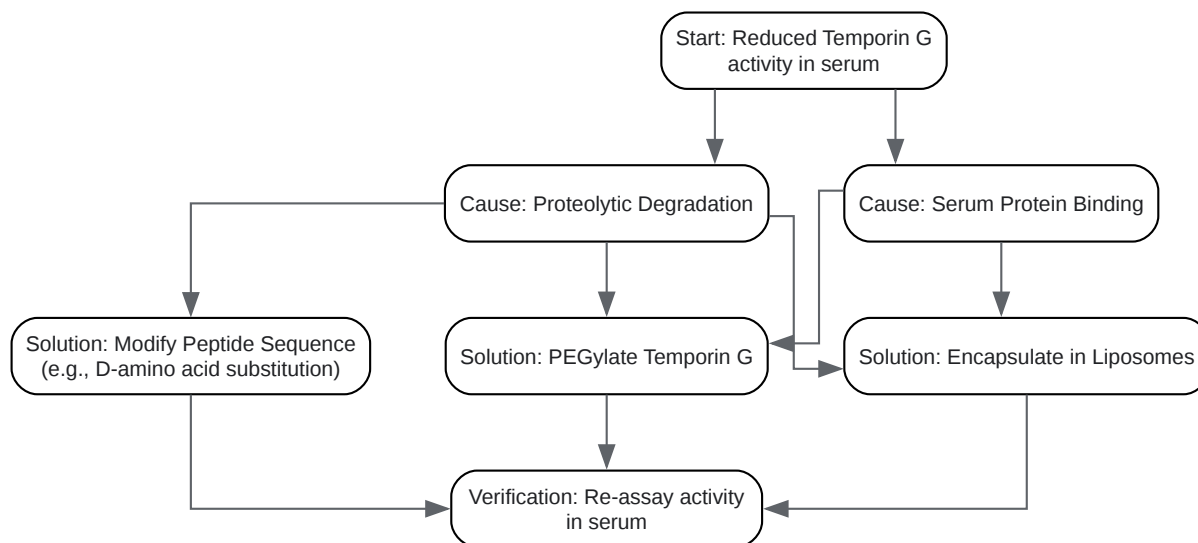 Start: Reduced Temporin G
activity in serum
Cause: Proteolytic Degradation
Cause: Serum Protein Binding
Solution: Modify Peptide Sequence
(e.g., D-amino acid substitution)
Solution: PEGylate Temporin G
Solution: Encapsulate in Liposomes
Verification: Re-assay activity
in serum